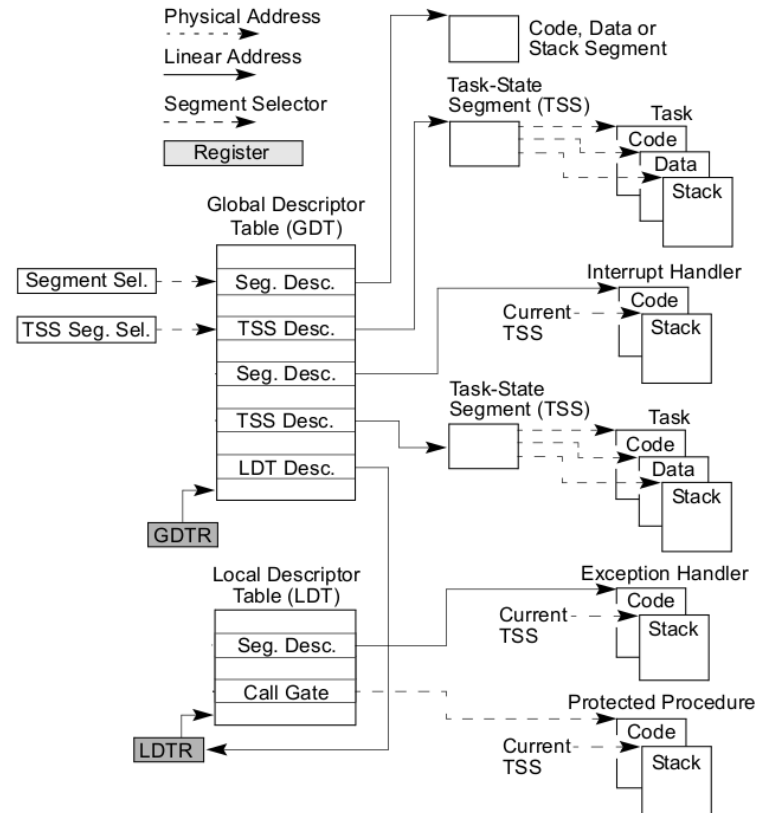 Physical Address
Linear Address
Segment Selector
Register
Code, Data or
Stack Segment
Task-State
Segment (TSS)
Task
Code
Data
Stack
Global Descriptor
Table (GDT)
Segment Sel.
Seg. Desc.
TSS Seg. Sel.
TSS Desc.
Seg. Desc.
TSS Desc.
LDT Desc.
GDTR
Interrupt Handler
Code
Current
TSS
Stack
Task-State
Segment (TSS)
Task
Code
Data
Stack
Local Descriptor
Table (LDT)
Seg. Desc.
Call Gate
LDTR
Exception Handler
Code
Current
TSS
Stack
Protected Procedure
Code
Current
TSS
Stack